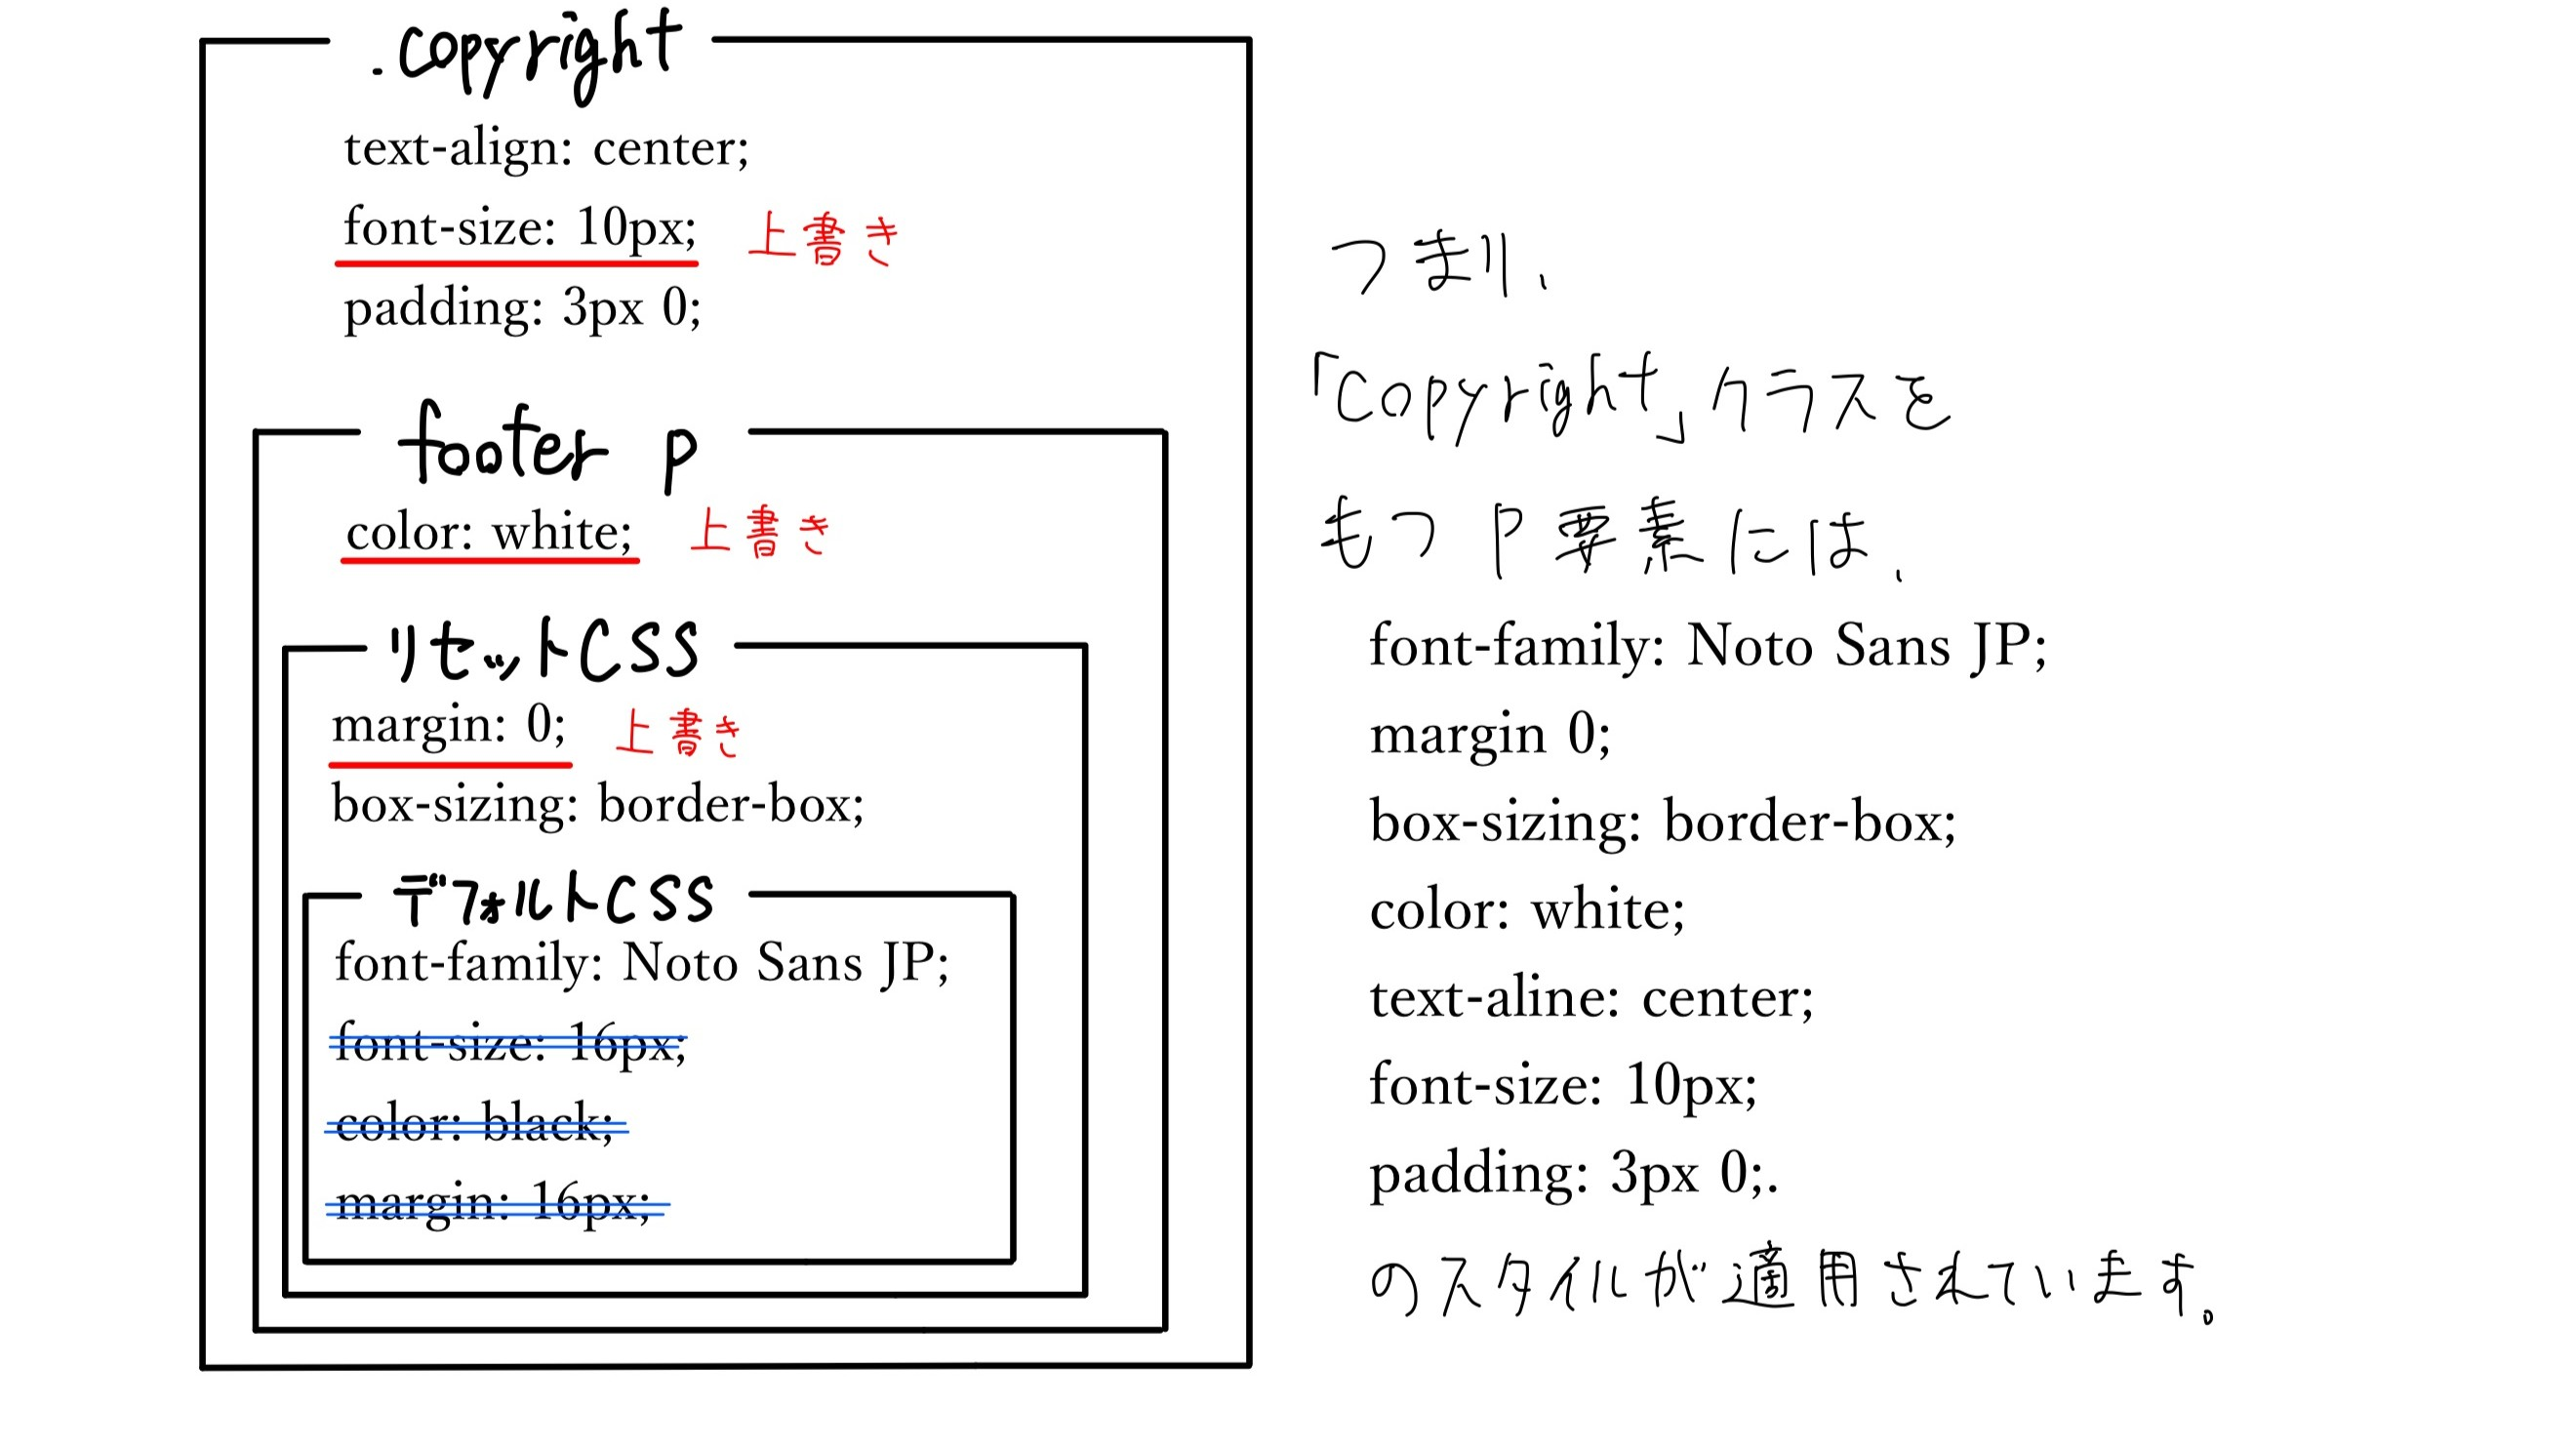 .copyright
text-align: center;
font-size: 10px; 上書き
padding: 3px 0;
footer p
color: white; 上書き
リセットCSS
margin: 0; 上書き
box-sizing: border-box;
デフォルトCSS
font-family: Noto Sans JP;
font-size: 16px;
color: black;
margin: 16px;
つまり、
「copyright」クラスを
もつ P 要素には、
font-family: Noto Sans JP;
margin 0;
box-sizing: border-box;
color: white;
text-aline: center;
font-size: 10px;
padding: 3px 0;.
のスタイルが適用されています。